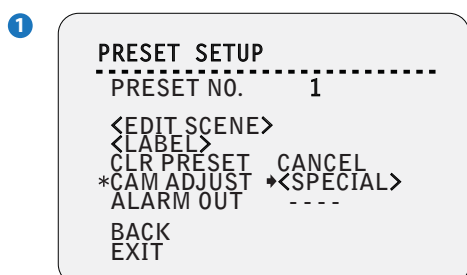 1
PRESET SETUP
PRESET NO. 1
<EDIT SCENE>
<LABEL>
CLR PRESET CANCEL
*CAM ADJUST ➧<SPECIAL>
ALARM OUT ----
BACK
EXIT